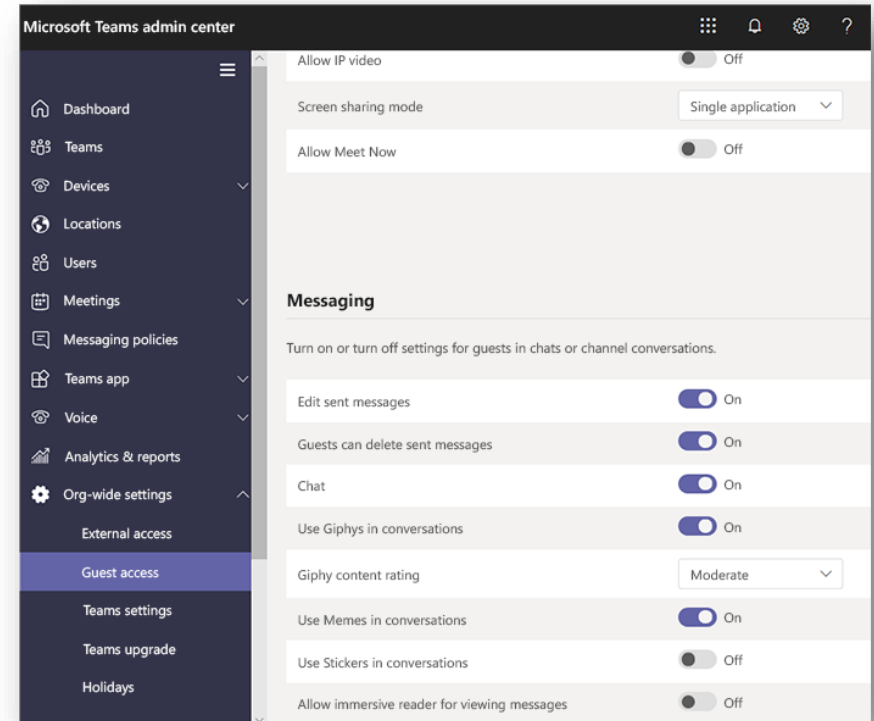 Microsoft Teams admin center
?
Dashboard
Teams
Devices
Locations
Users
Meetings
Messaging policies
Teams app
Voice
Analytics & reports
Org-wide settings
External access
Guest access
Teams settings
Teams upgrade
Holidays
Allow IP video Off
Screen sharing mode Single application
Allow Meet Now Off
Messaging
Turn on or turn off settings for guests in chats or channel conversations.
Edit sent messages On
Guests can delete sent messages On
Chat On
Use Giphys in conversations On
Giphy content rating Moderate
Use Memes in conversations On
Use Stickers in conversations Off
Allow immersive reader for viewing messages Off